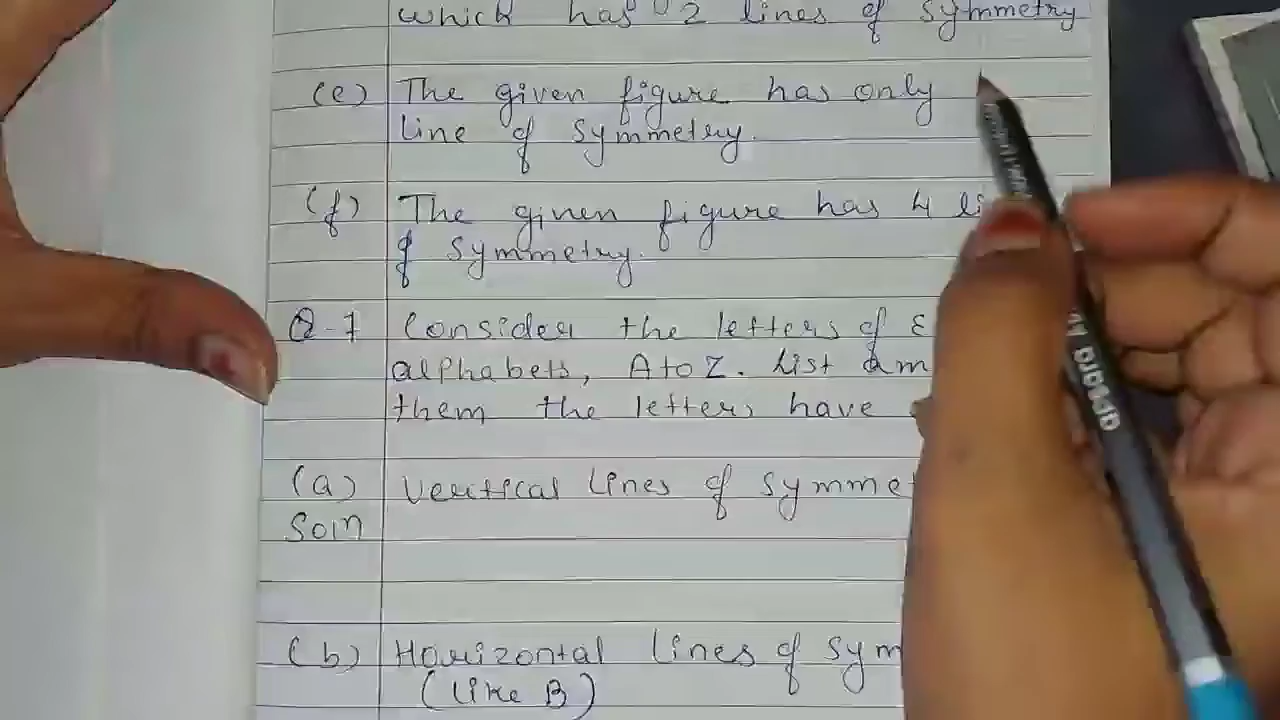 which has 2 lines of symmetry
(e) The given figure has only
line of symmetry.
(f) The given figure has 4 li
of symmetry.
Q-7 Consider the letters of E
alphabets, A to Z. List am
them the letters have
(a) Vertical lines of symme
Soln
(b) Horizontal lines of sym
(like B)
APSARA